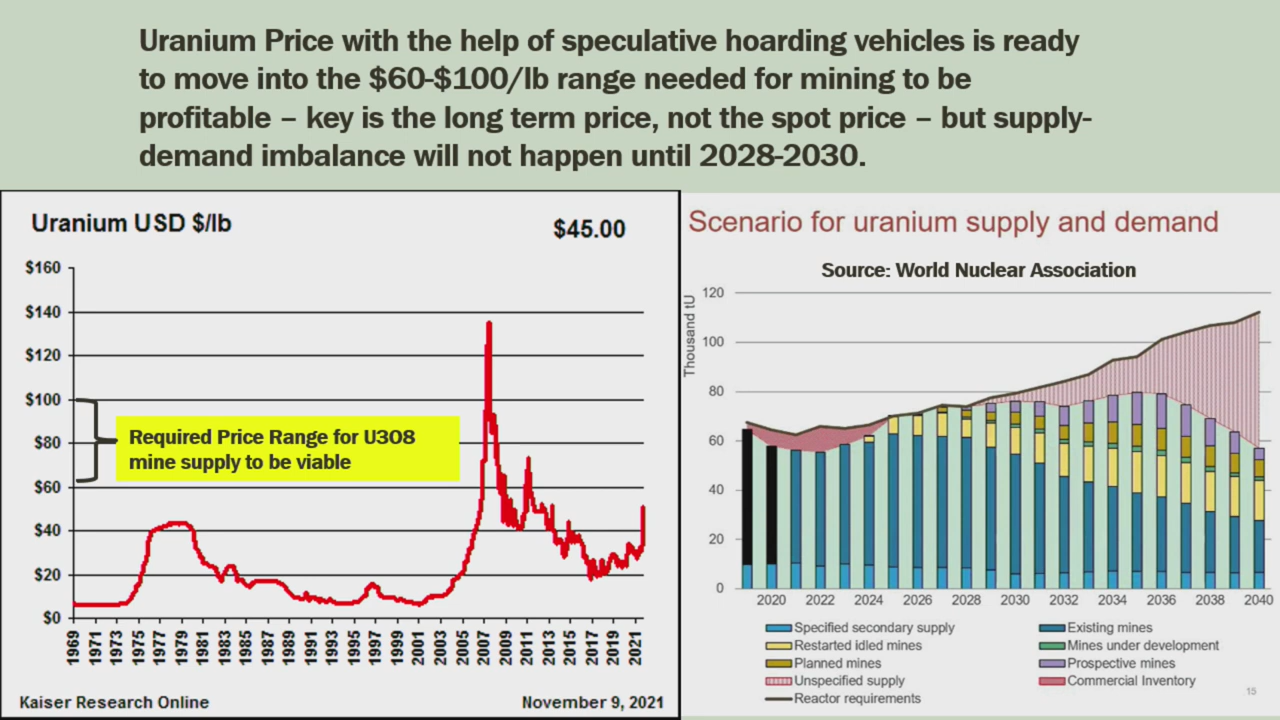 Uranium Price with the help of speculative hoarding vehicles is ready
to move into the $60-$100/lb range needed for mining to be
profitable – key is the long term price, not the spot price – but supply-
demand imbalance will not happen until 2028-2030.
Uranium USD $/lb
$45.00
$160
$140
$120
$100
$80
$60
$40
$20
$0
Required Price Range for U3O8
mine supply to be viable
1969
1971
1973
1975
1977
1979
1981
1983
1985
1987
1989
1991
1993
1995
1997
1999
2001
2003
2005
2007
2009
2011
2013
2015
2017
2019
2021
Kaiser Research Online
November 9, 2021
Scenario for uranium supply and demand
Source: World Nuclear Association
Thousand tU
120
100
80
60
40
20
0
2020
2022
2024
2026
2028
2030
2032
2034
2036
2038
2040
Specified secondary supply
Existing mines
Restarted idled mines
Mines under development
Planned mines
Prospective mines
Unspecified supply
Commercial Inventory
Reactor requirements
15